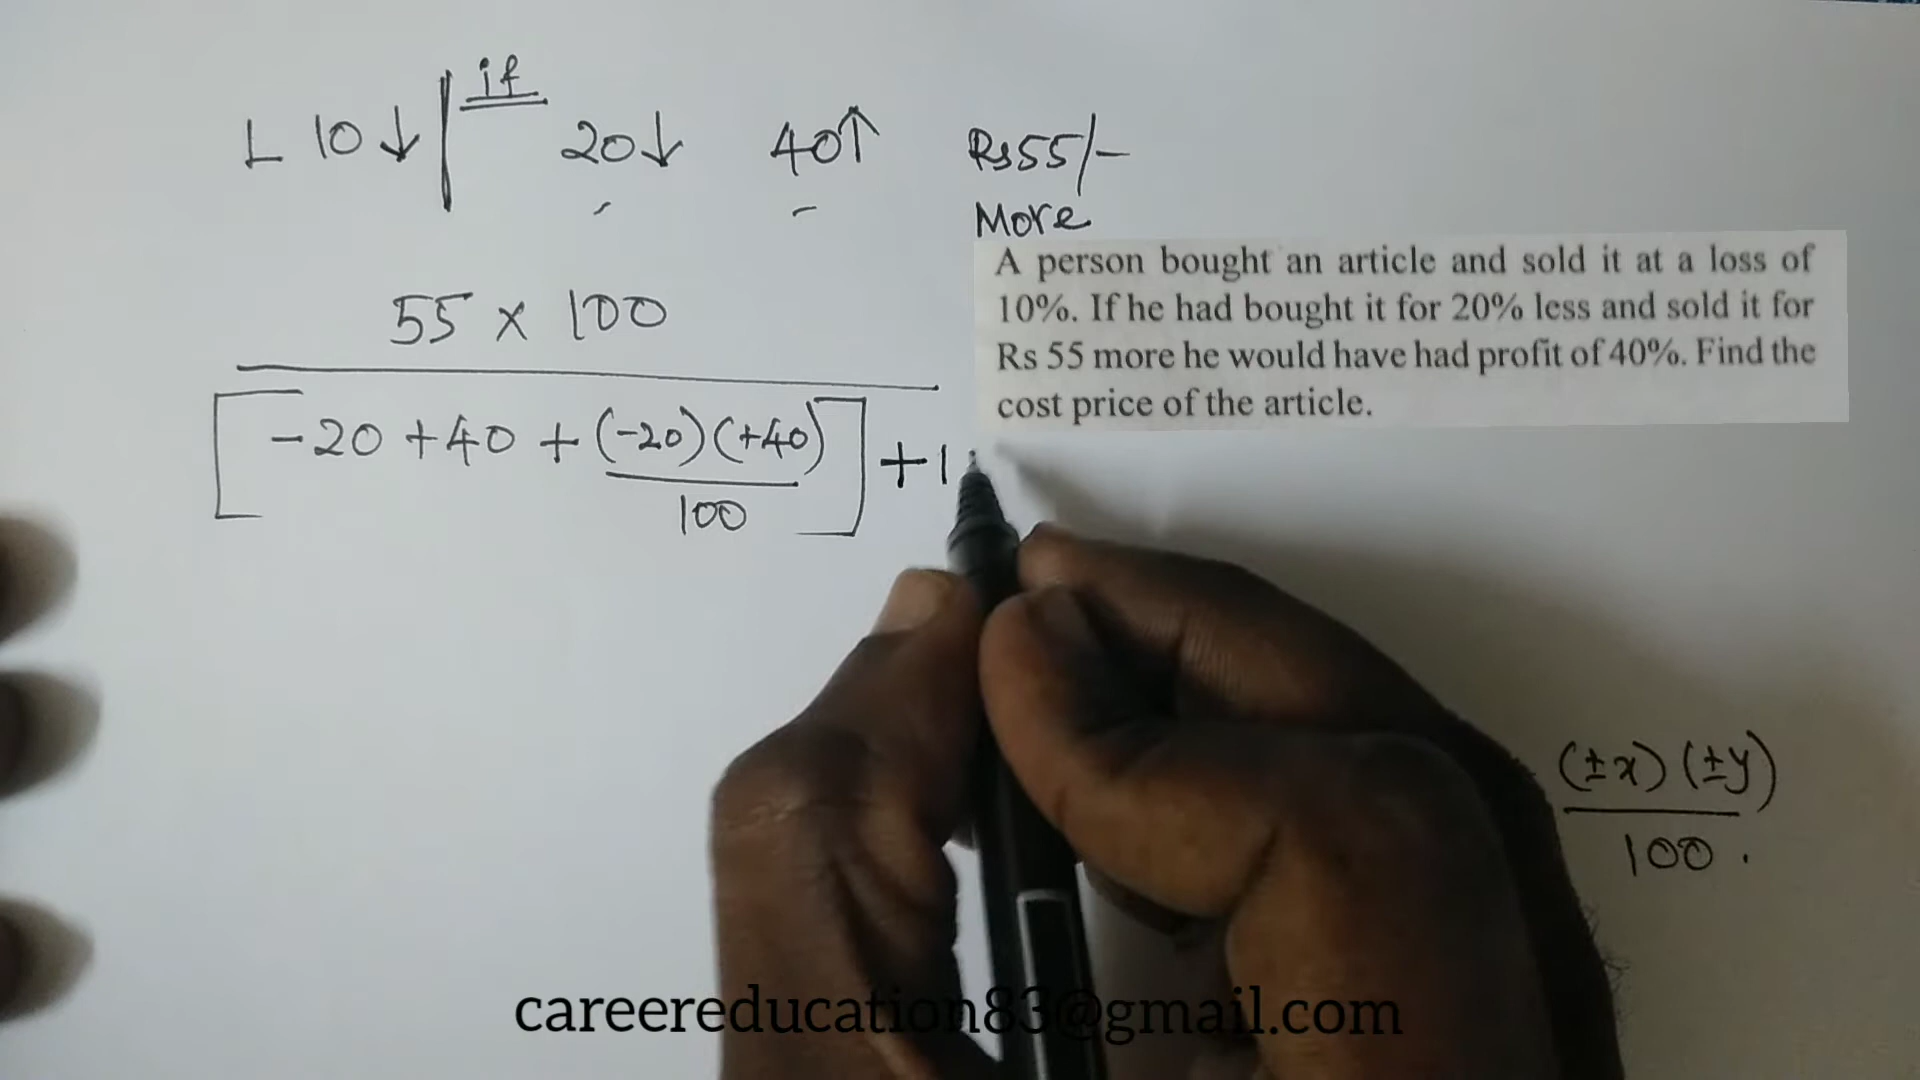 if
L 10↓ | 20↓ 40↑ Rs55/-
More
A person bought an article and sold it at a loss of
10%. If he had bought it for 20% less and sold it for
Rs 55 more he would have had profit of 40%. Find the
cost price of the article.
55 x 100
[-20 +40 + (-20)(+40)] +1
100
(±x) (±y)
100 .
careereducation83@gmail.com